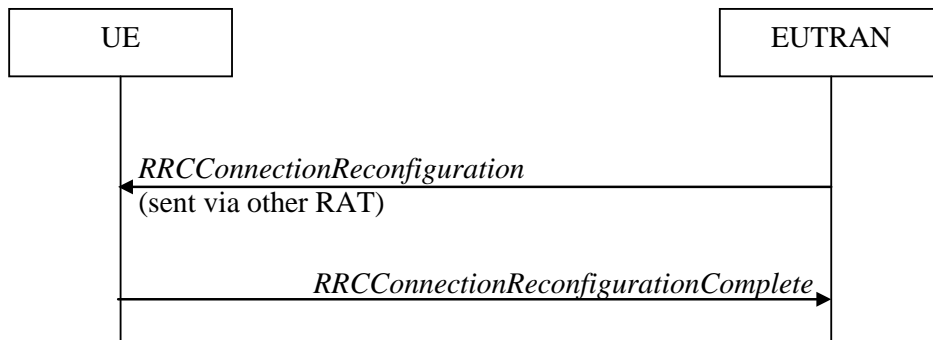 UE
EUTRAN
RRCConnectionReconfiguration
(sent via other RAT)
RRCConnectionReconfigurationComplete